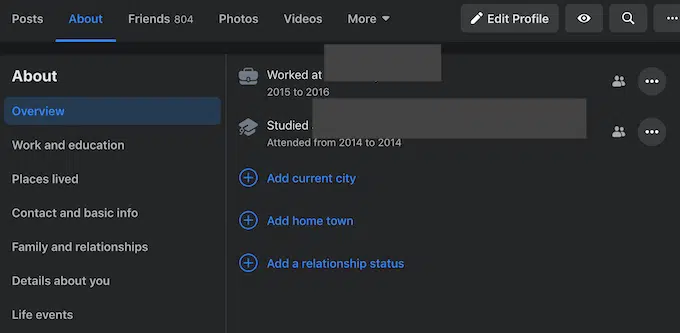 Posts About Friends 804 Photos Videos More Edit Profile
About
Overview
Work and education
Places lived
Contact and basic info
Family and relationships
Details about you
Life events
Worked at
2015 to 2016
Studied
Attended from 2014 to 2014
Add current city
Add home town
Add a relationship status